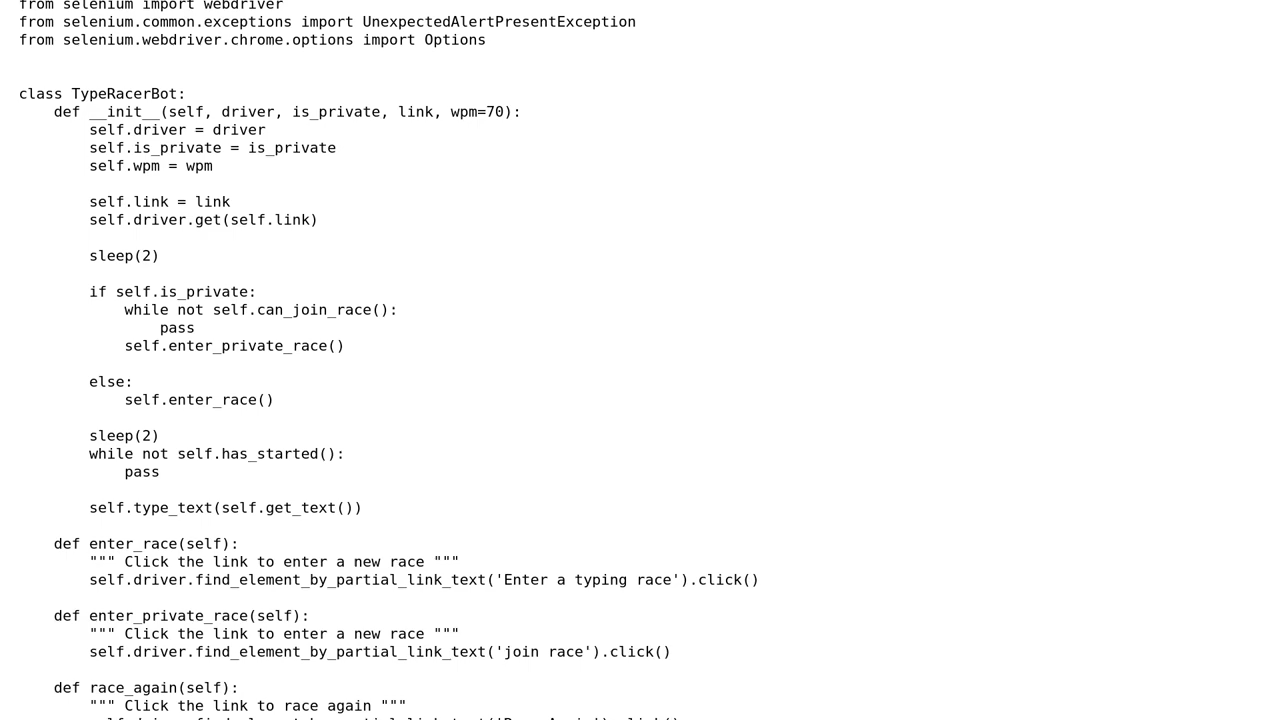 from selenium import webdriver
from selenium.common.exceptions import UnexpectedAlertPresentException
from selenium.webdriver.chrome.options import Options
class TypeRacerBot:
    def __init__(self, driver, is_private, link, wpm=70):
        self.driver = driver
        self.is_private = is_private
        self.wpm = wpm
        self.link = link
        self.driver.get(self.link)
        sleep(2)
        if self.is_private:
            while not self.can_join_race():
                pass
            self.enter_private_race()
        else:
            self.enter_race()
        sleep(2)
        while not self.has_started():
            pass
        self.type_text(self.get_text())
    def enter_race(self):
        """ Click the link to enter a new race """
        self.driver.find_element_by_partial_link_text('Enter a typing race').click()
    def enter_private_race(self):
        """ Click the link to enter a new race """
        self.driver.find_element_by_partial_link_text('join race').click()
    def race_again(self):
        """ Click the link to race again """